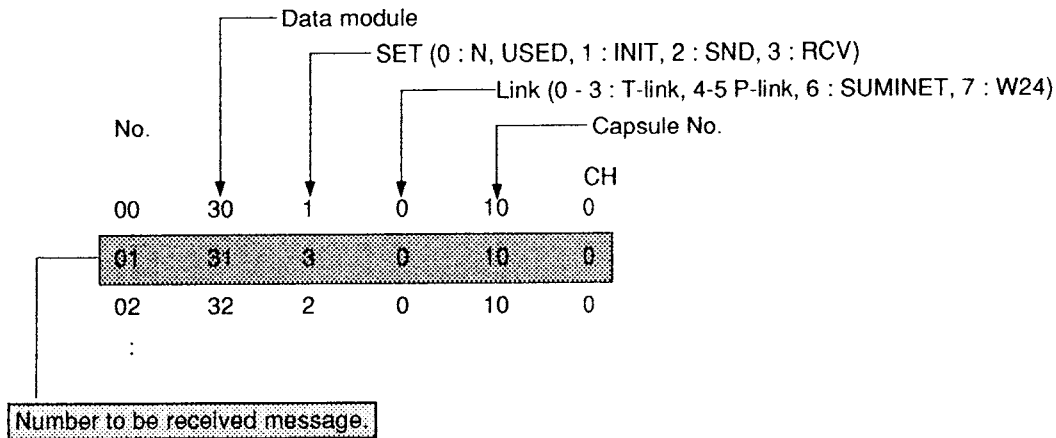 Data module
SET (0 : N, USED, 1 : INIT, 2 : SND, 3 : RCV)
Link (0 - 3 : T-link, 4-5 P-link, 6 : SUMINET, 7 : W24)
No.
Capsule No.
CH
00 30 1 0 10 0
01 31 3 0 10 0
02 32 2 0 10 0
:
Number to be received message.